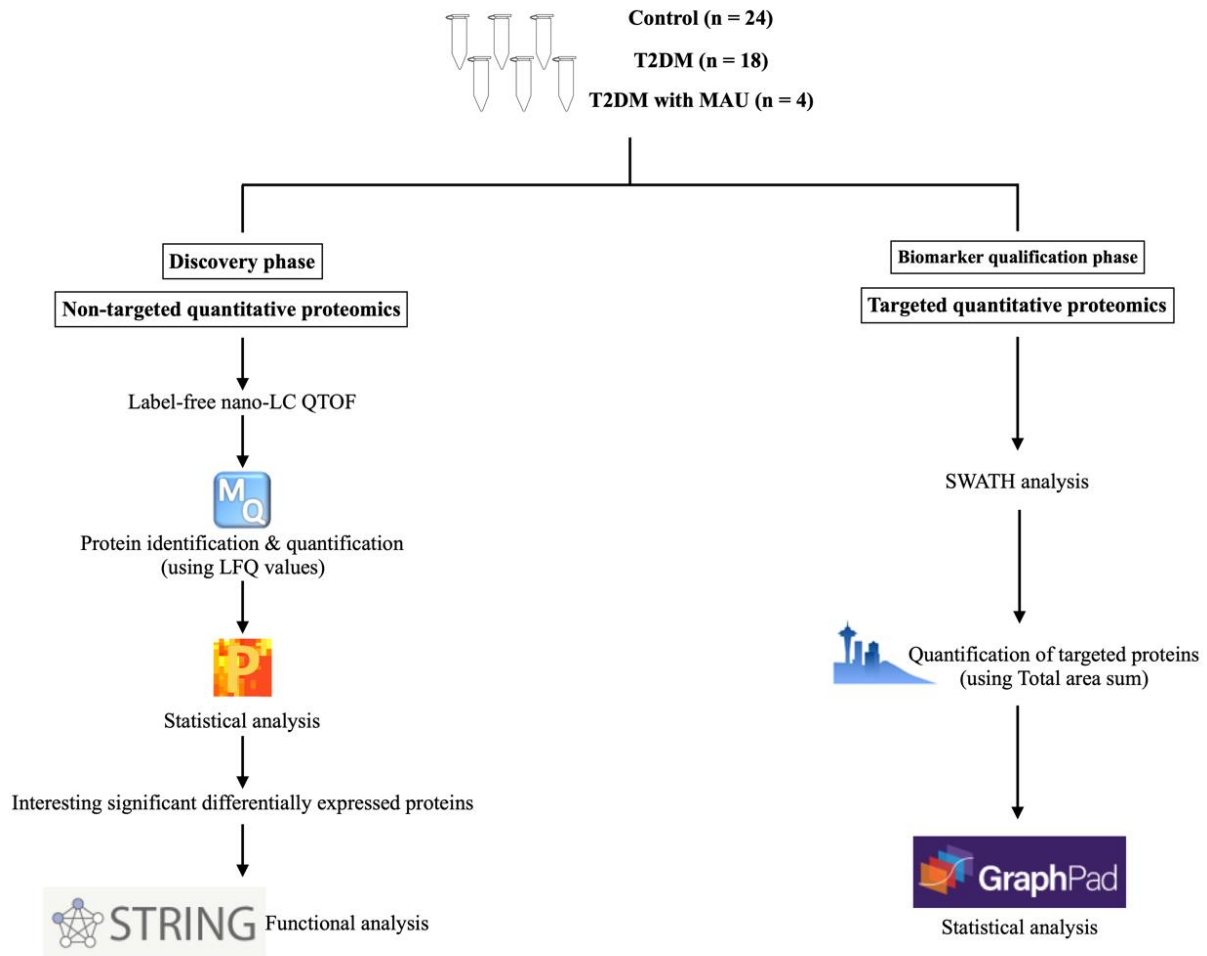 Control (n = 24)
T2DM (n = 18)
T2DM with MAU (n = 4)
Discovery phase
Non-targeted quantitative proteomics
Label-free nano-LC QTOF
M
Q
Protein identification & quantification
(using LFQ values)
P
Statistical analysis
Interesting significant differentially expressed proteins
STRING
Functional analysis
Biomarker qualification phase
Targeted quantitative proteomics
SWATH analysis
Quantification of targeted proteins
(using Total area sum)
GraphPad
Statistical analysis